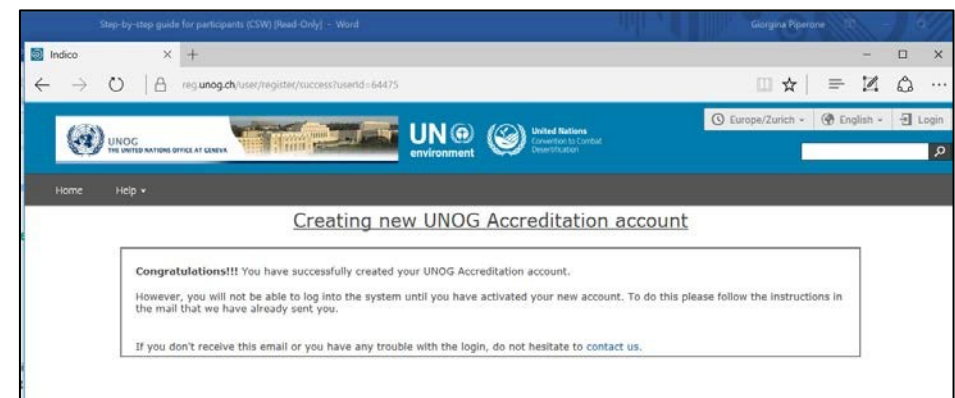 Step-by-step guide for participants (CSW) [Read-Only] - Word Giorgina Piperone
Indico
reg.unog.ch/user/register/success?userid=64475
Europe/Zurich English Login
UNOG
THE UNITED NATIONS OFFICE AT GENEVA
UN
environment
United Nations
Convention to Combat
Desertification
Home Help
Creating new UNOG Accreditation account
Congratulations!!! You have successfully created your UNOG Accreditation account.
However, you will not be able to log into the system until you have activated your new account. To do this please follow the instructions in
the mail that we have already sent you.
If you don't receive this email or you have any trouble with the login, do not hesitate to contact us.